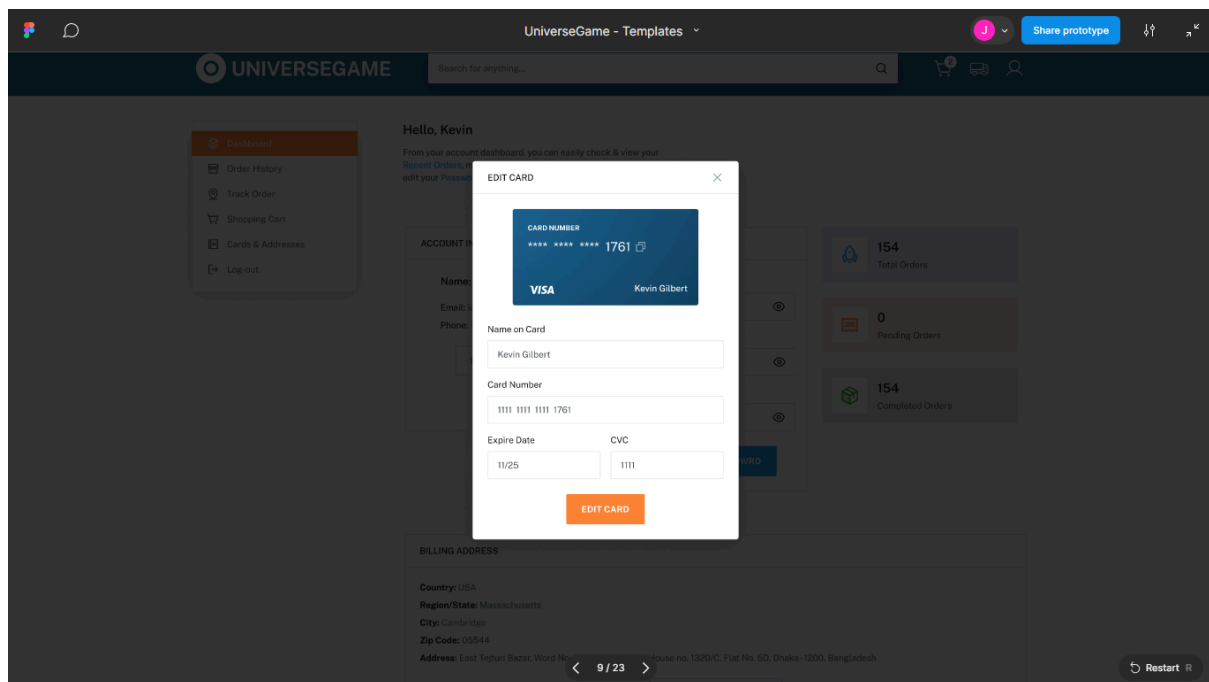 UniverseGame - Templates
J
Share prototype
UNIVERSEGAME
Search for anything...
2
Dashboard
Order History
Track Order
Shopping Cart
Cards & Addresses
Log-out
Hello, Kevin
From your account dashboard. you can easily check & view your
Recent Orders,
edit your
ACCOUNT
Name:
Email:
Phone:
154
Total Orders
0
Pending Orders
154
Completed Orders
EDIT CARD
CARD NUMBER
**** **** **** 1761
VISA
Kevin Gilbert
Name on Card
Kevin Gilbert
Card Number
1111 1111 1111 1761
Expire Date
CVC
11/25
1111
EDIT CARD
BILLING ADDRESS
Country: USA
Region/State: Massachusetts
City: Cambridge
Zip Code: 05544
Address: East Tejturi Bazar, Word No. House no. 1320/C, Flat No. 5D, Dhaka - 1200, Bangladesh
9 / 23
Restart R